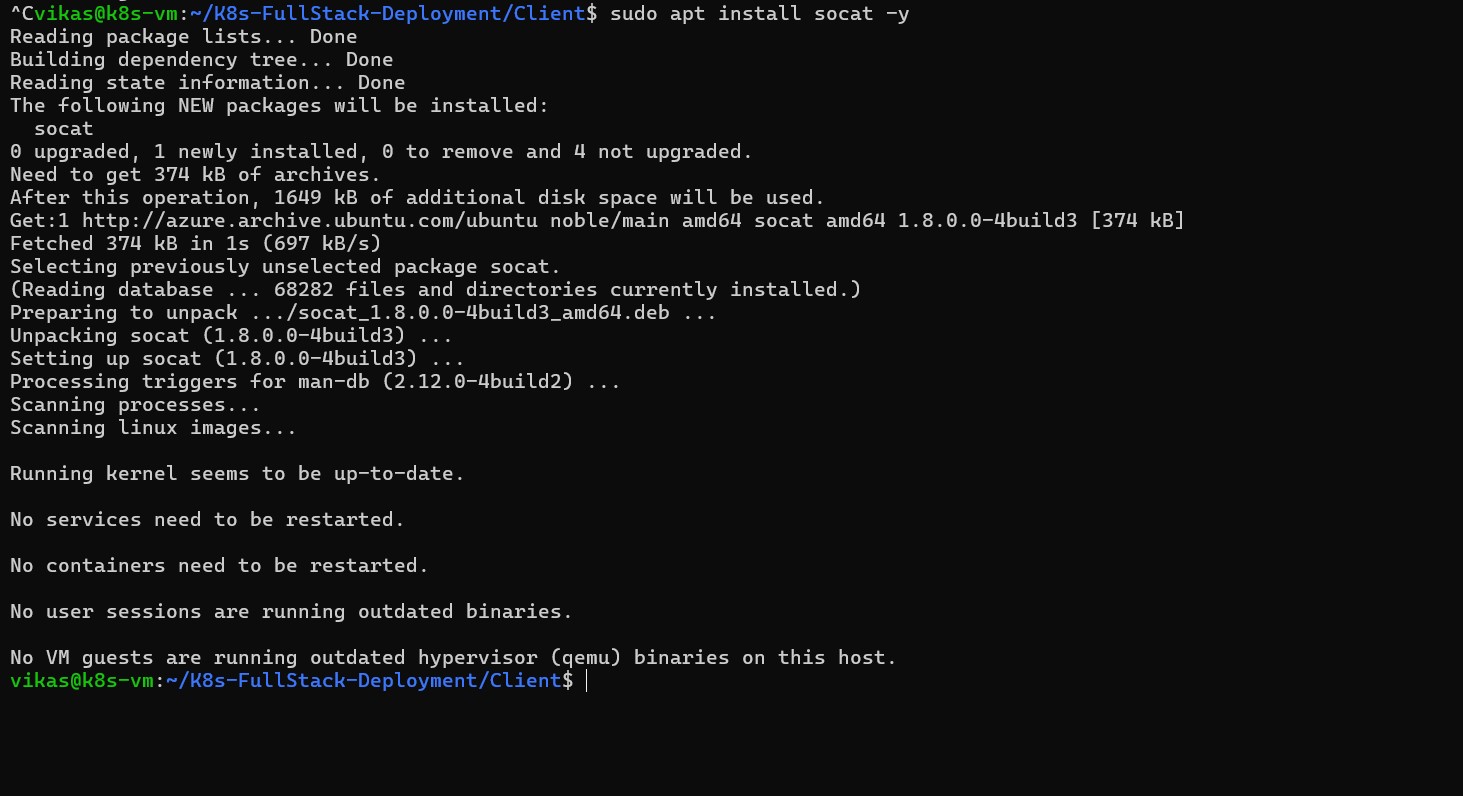 ^Cvikas@k8s-vm:~/K8s-FullStack-Deployment/Client$ sudo apt install socat -y
Reading package lists... Done
Building dependency tree... Done
Reading state information... Done
The following NEW packages will be installed:
  socat
0 upgraded, 1 newly installed, 0 to remove and 4 not upgraded.
Need to get 374 kB of archives.
After this operation, 1649 kB of additional disk space will be used.
Get:1 http://azure.archive.ubuntu.com/ubuntu noble/main amd64 socat amd64 1.8.0.0-4build3 [374 kB]
Fetched 374 kB in 1s (697 kB/s)
Selecting previously unselected package socat.
(Reading database ... 68282 files and directories currently installed.)
Preparing to unpack .../socat_1.8.0.0-4build3_amd64.deb ...
Unpacking socat (1.8.0.0-4build3) ...
Setting up socat (1.8.0.0-4build3) ...
Processing triggers for man-db (2.12.0-4build2) ...
Scanning processes...
Scanning linux images...

Running kernel seems to be up-to-date.

No services need to be restarted.

No containers need to be restarted.

No user sessions are running outdated binaries.

No VM guests are running outdated hypervisor (qemu) binaries on this host.
vikas@k8s-vm:~/K8s-FullStack-Deployment/Client$